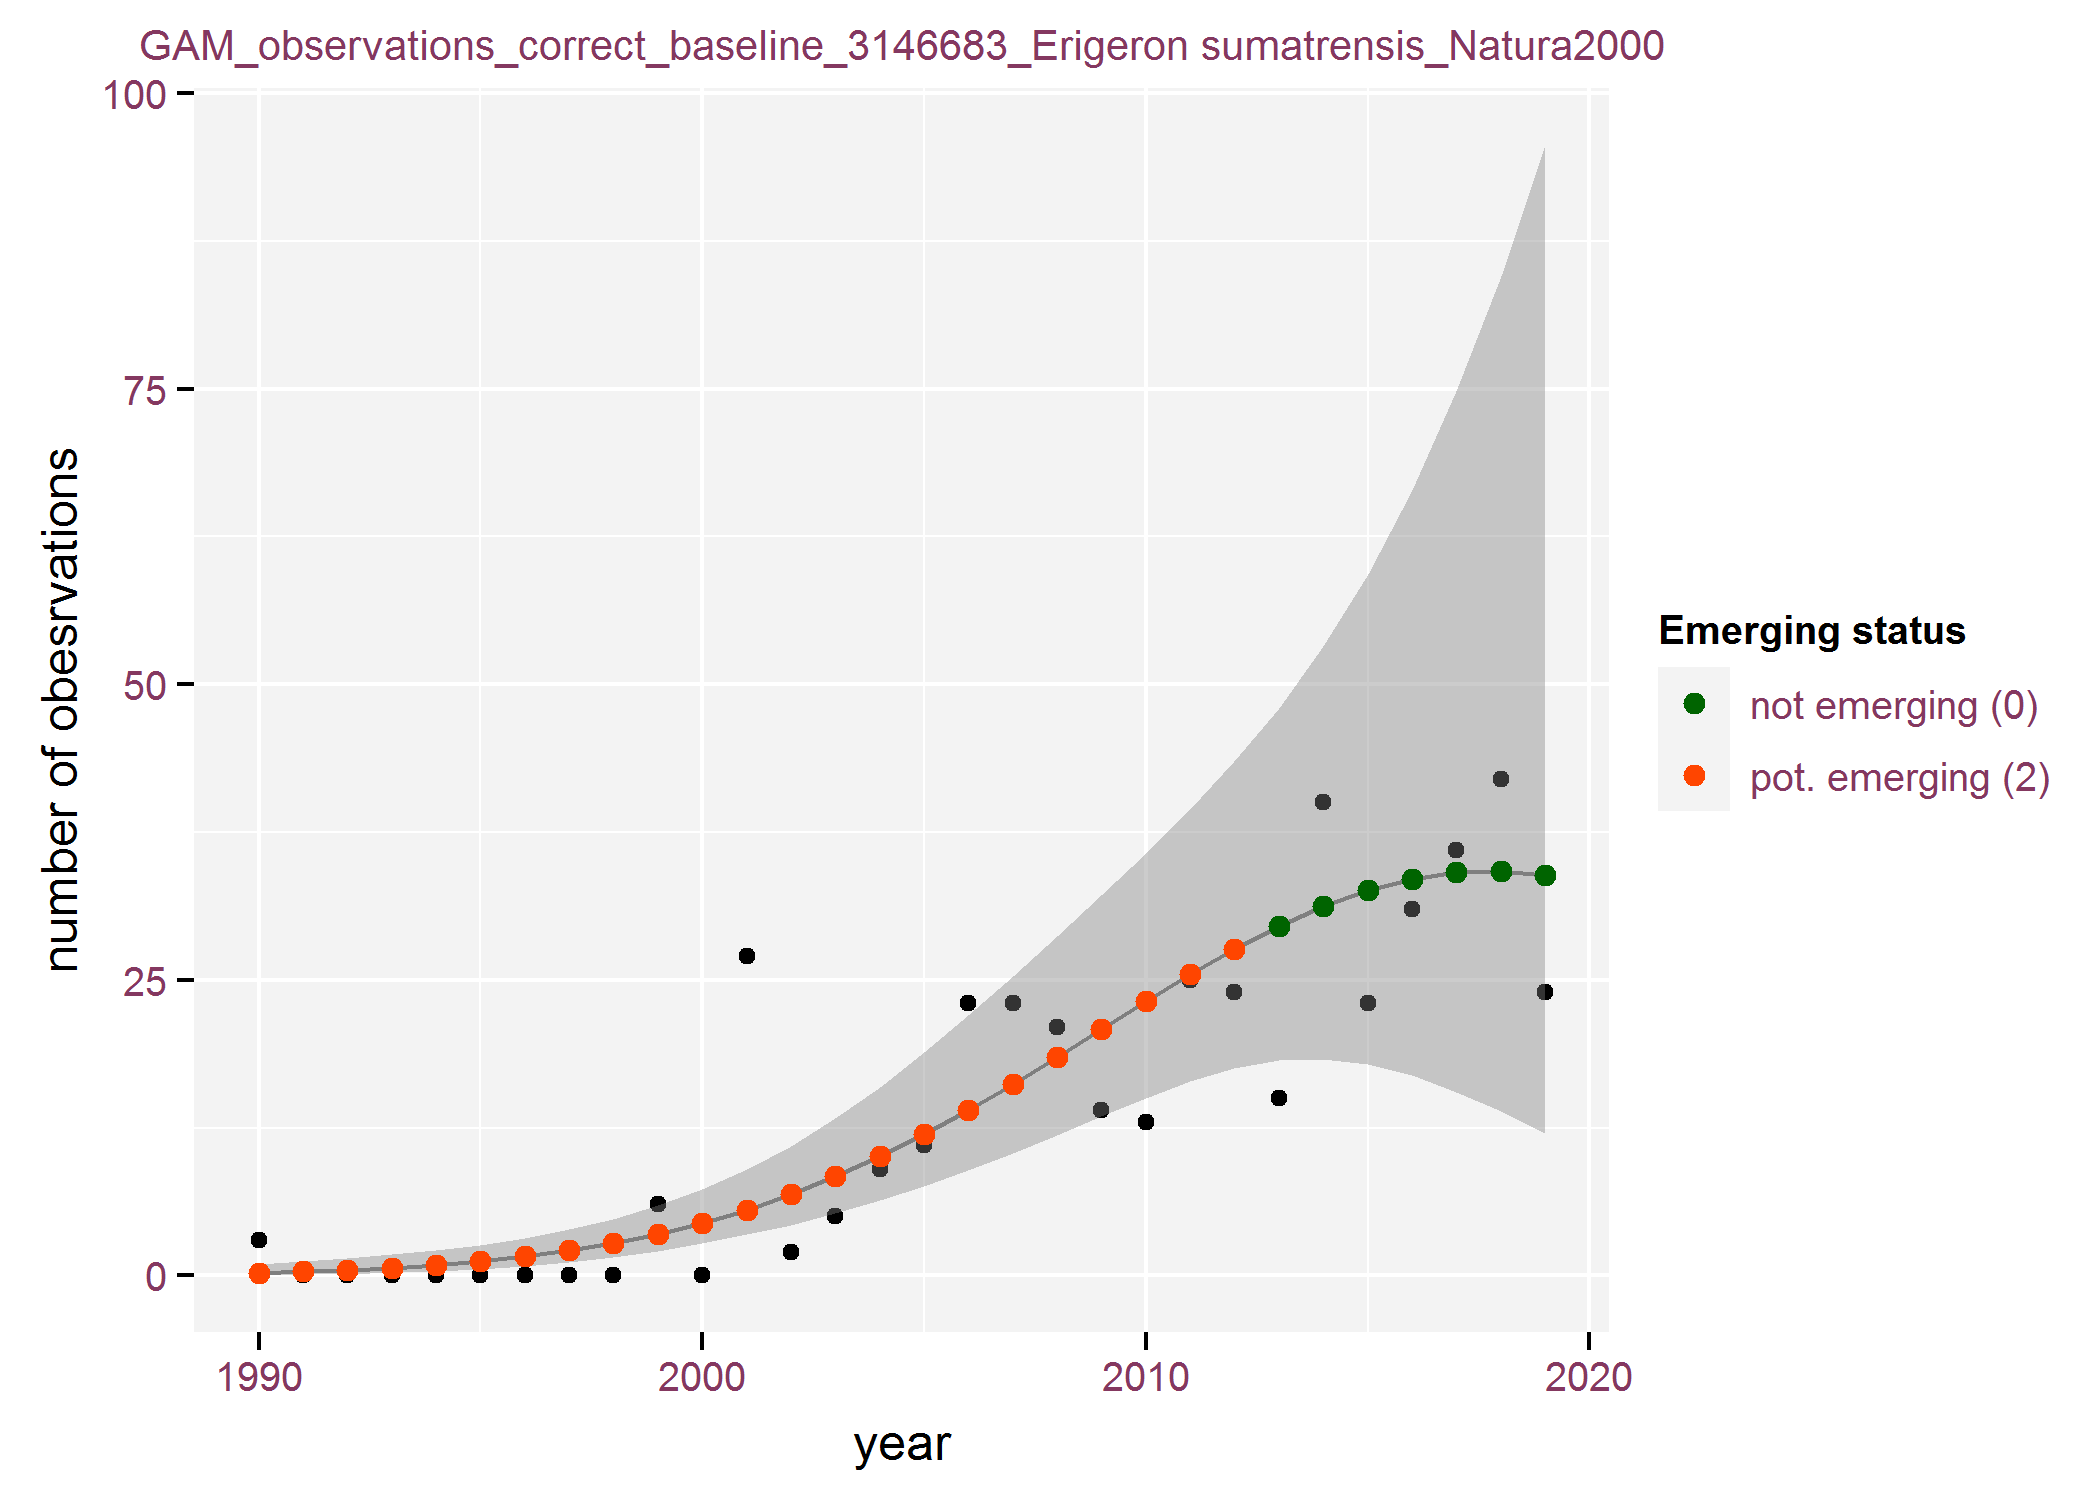 GAM_observations_correct_baseline_3146683_Erigeron sumatrensis_Natura2000
100
75
50
25
0
number of obesrvations
1990
2000
2010
2020
year
Emerging status
not emerging (0)
pot. emerging (2)